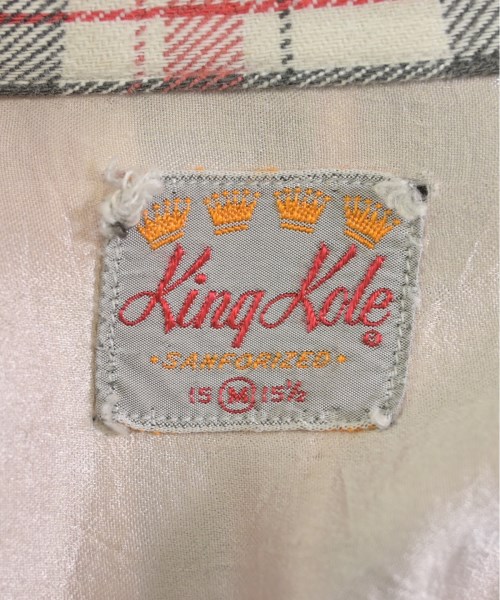 King Kole ®
• SANFORIZED •
15 M 15½